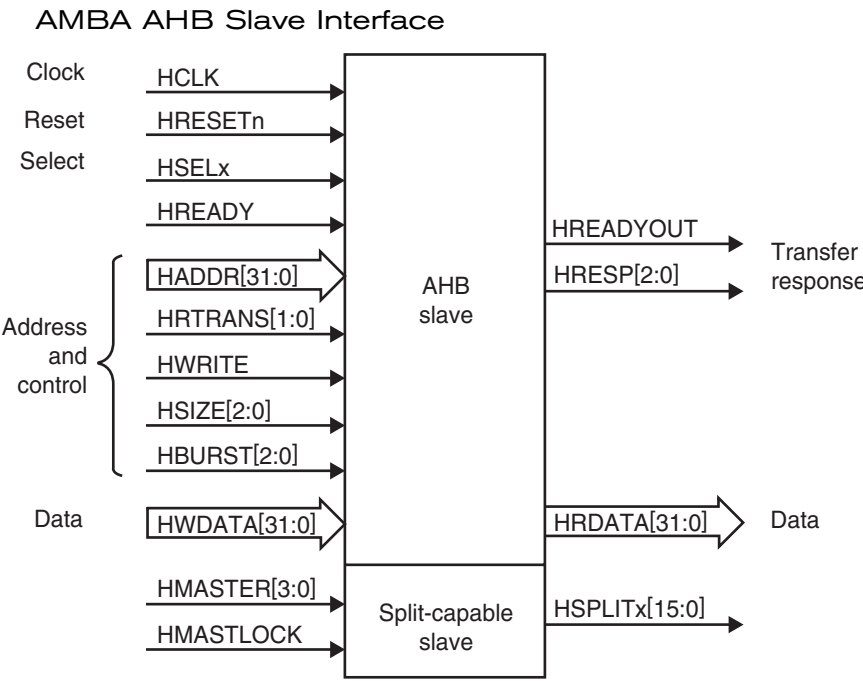 AMBA AHB Slave Interface
Clock
HCLK
Reset
HRESETn
Select
HSELx
HREADY
HREADYOUT
Transfer
response
HRESP[2:0]
Address
and
control
HADDR[31:0]
HRTRANS[1:0]
HWRITE
HSIZE[2:0]
HBURST[2:0]
AHB
slave
Data
HWDATA[31:0]
HRDATA[31:0]
Data
HMASTER[3:0]
HMASTLOCK
Split-capable
slave
HSPLITx[15:0]